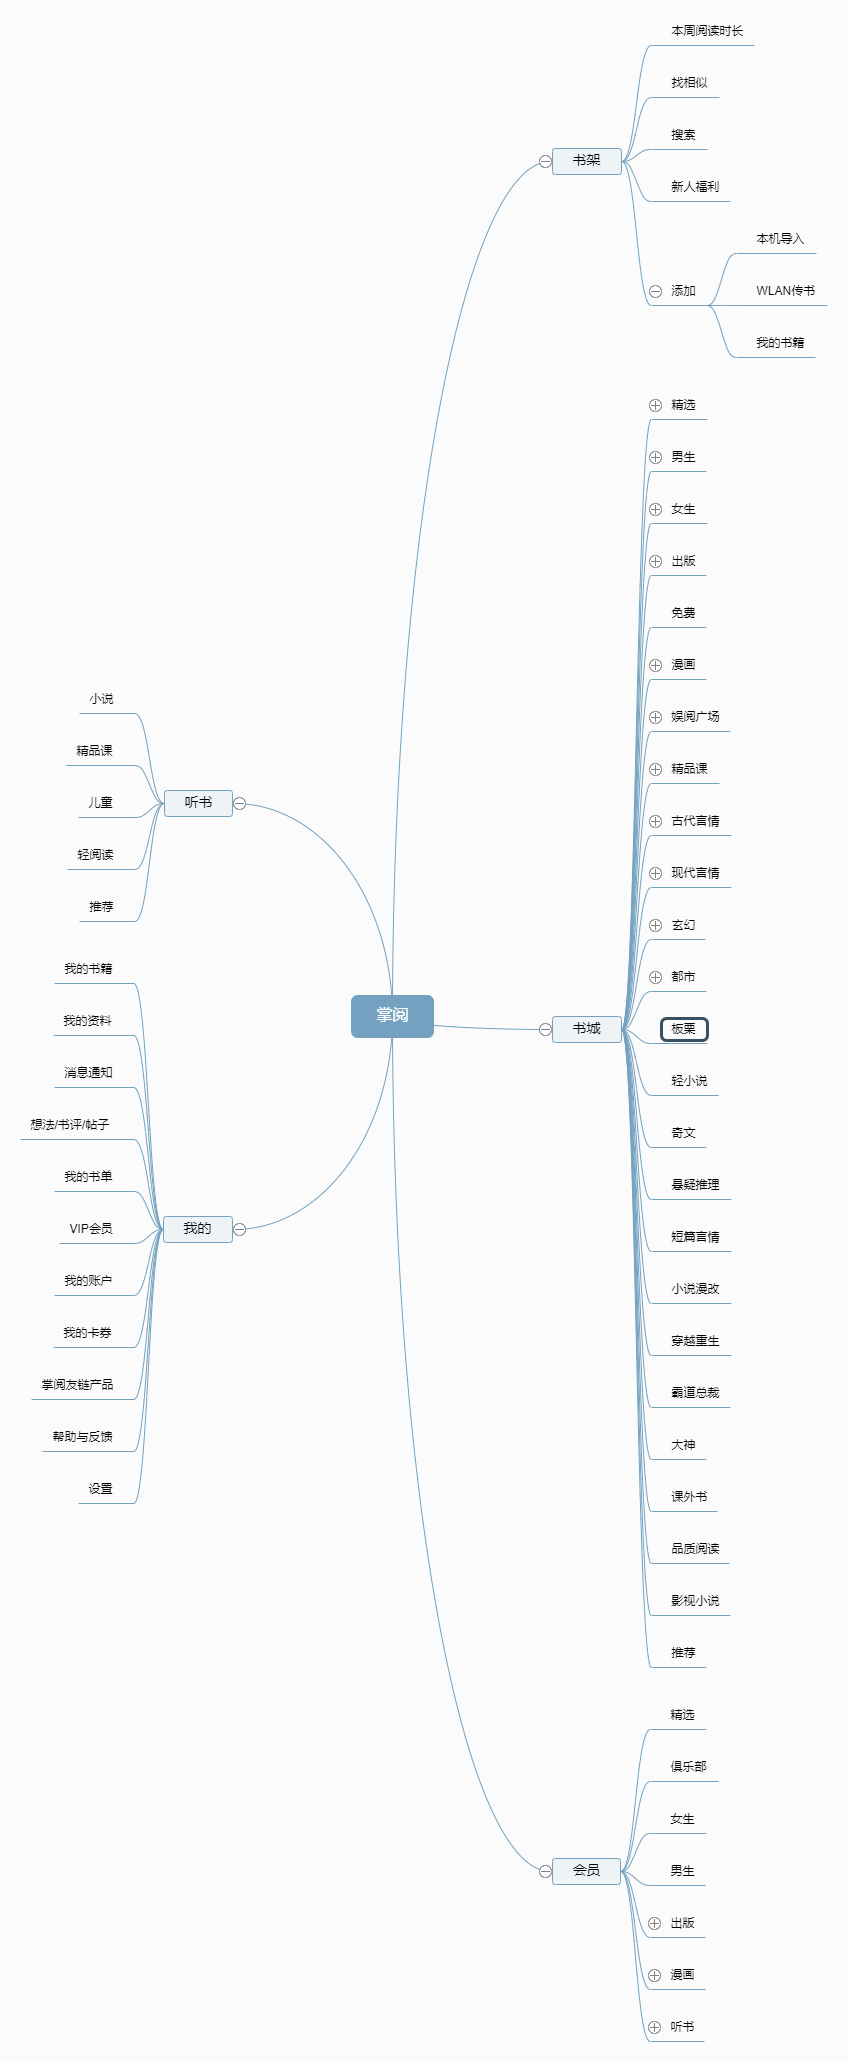 本周阅读时长
找相似
搜索
书架
新人福利
本机导入
添加
WLAN传书
我的书籍
精选
男生
女生
出版
免费
漫画
娱阅广场
精品课
古代言情
现代言情
玄幻
都市
书城
板栗
轻小说
奇文
悬疑推理
短篇言情
小说漫改
穿越重生
霸道总裁
大神
课外书
品质阅读
影视小说
推荐
精选
俱乐部
女生
会员
男生
出版
漫画
听书
掌阅
小说
精品课
听书
儿童
轻阅读
推荐
我的书籍
我的资料
消息通知
想法/书评/帖子
我的书单
我的
VIP会员
我的账户
我的卡券
掌阅友链产品
帮助与反馈
设置